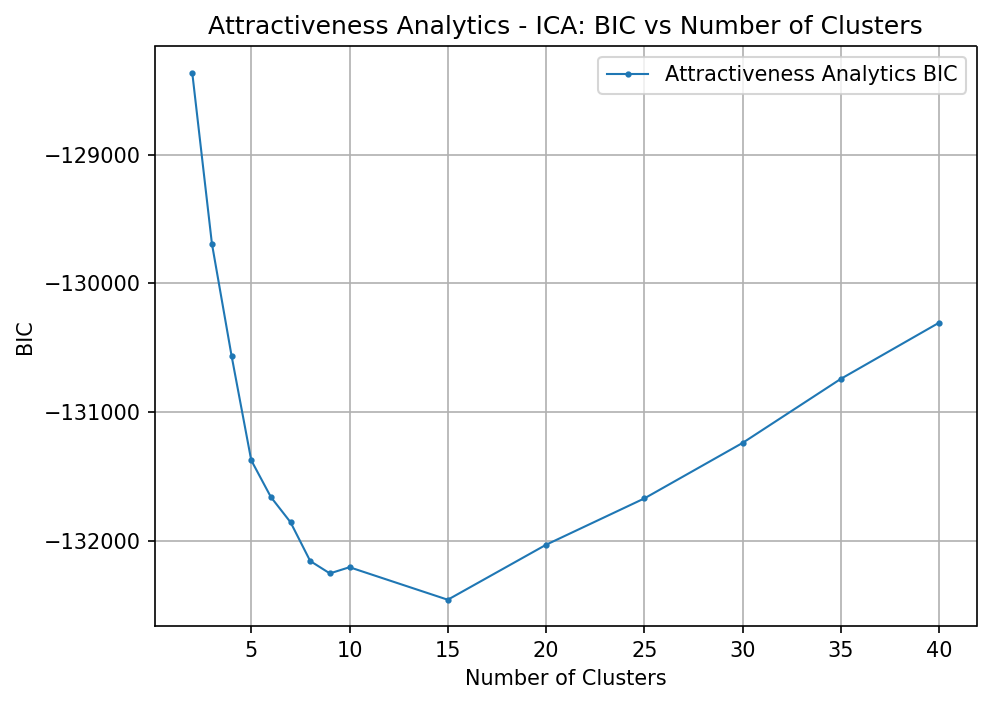 Attractiveness Analytics - ICA: BIC vs Number of Clusters
Attractiveness Analytics BIC
−129000
−130000
−131000
−132000
BIC
5 10 15 20 25 30 35 40
Number of Clusters